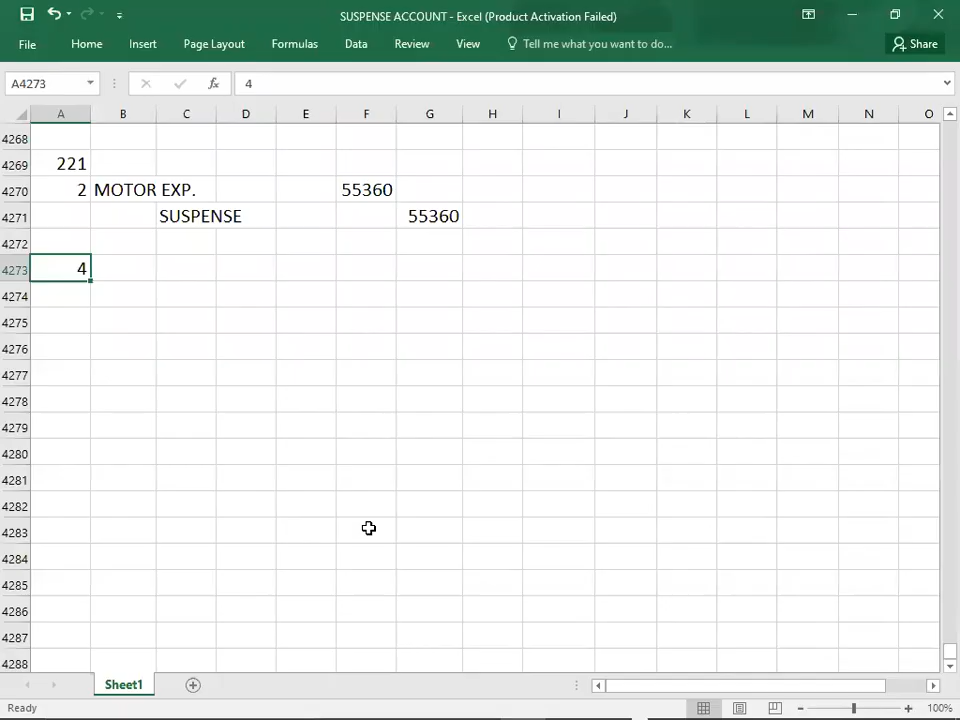 SUSPENSE ACCOUNT - Excel (Product Activation Failed)
File Home Insert Page Layout Formulas Data Review View Tell me what you want to do... Share
A4273 fx 4
A B C D E F G H I J K L M N O
4268
4269 221
4270 2 MOTOR EXP. 55360
4271 SUSPENSE 55360
4272
4273 4
4274
4275
4276
4277
4278
4279
4280
4281
4282
4283
4284
4285
4286
4287
4288
Sheet1
Ready 100%